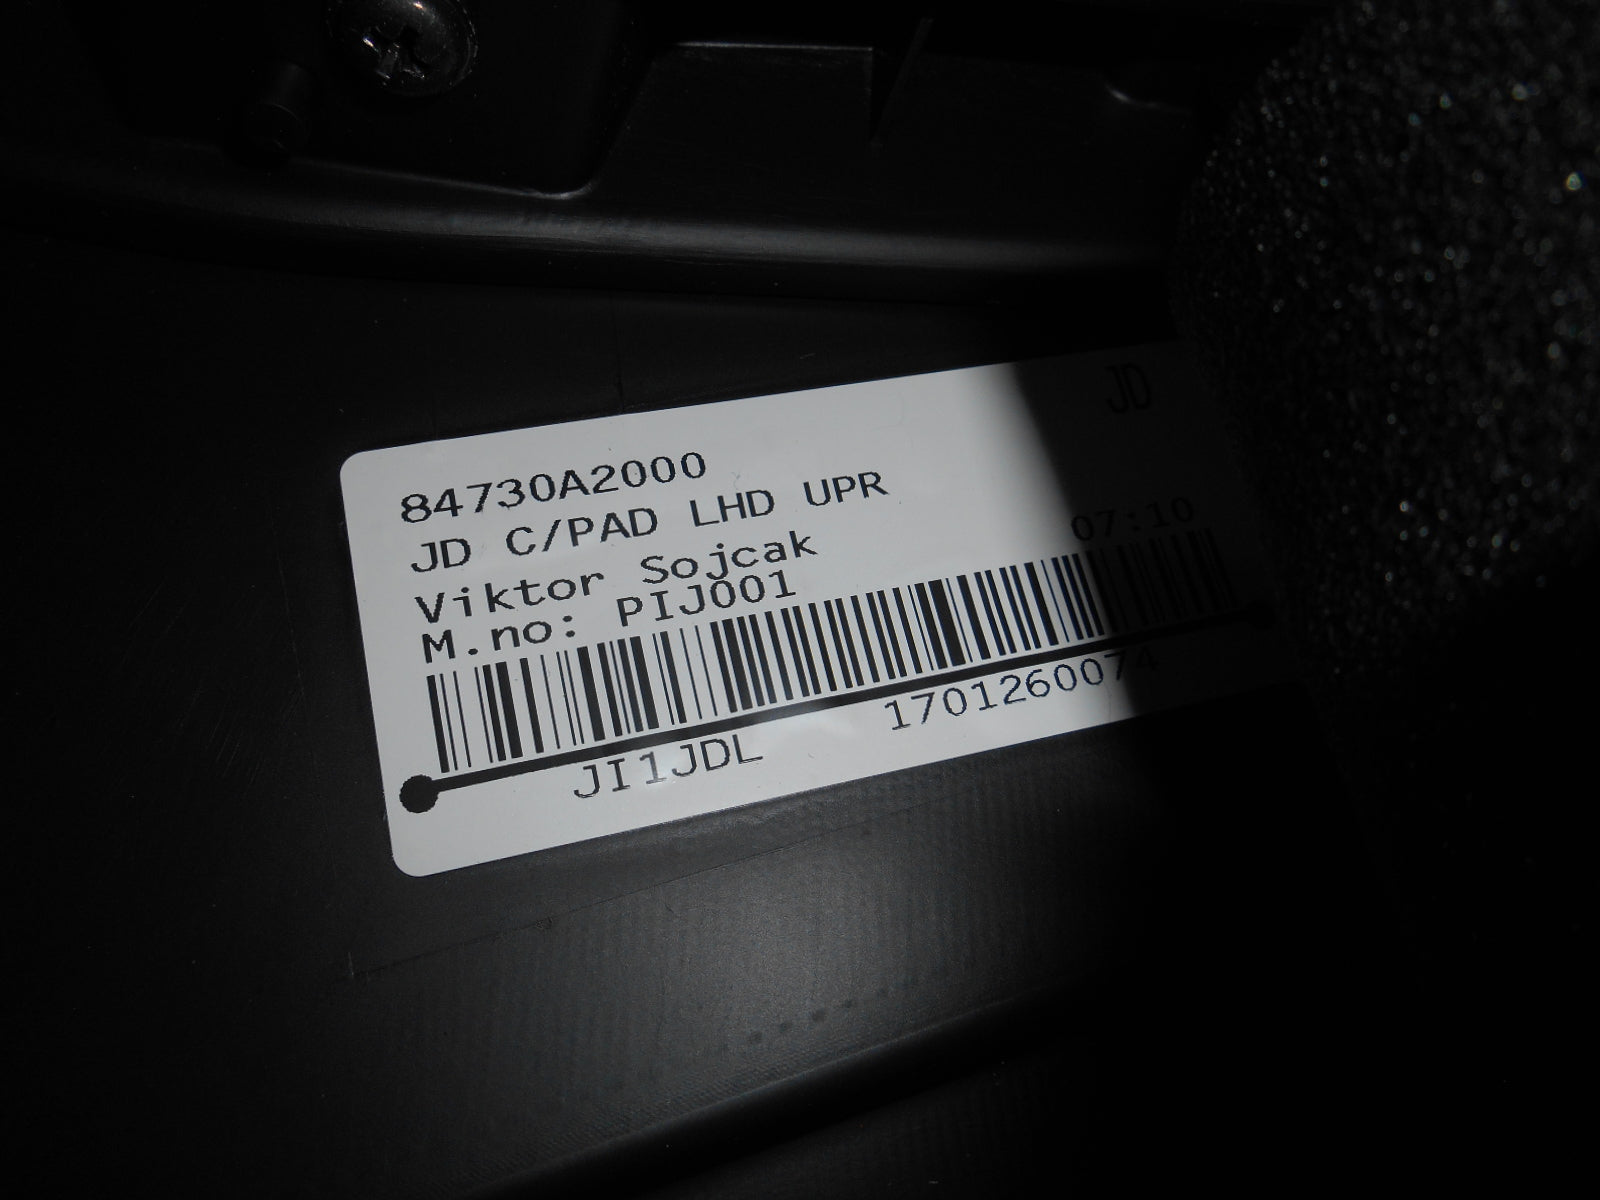 JD
84730A2000
JD C/PAD LHD UPR
Viktor Sojcak
07:10
M.no: PIJ001
JI1JDL 1701260074